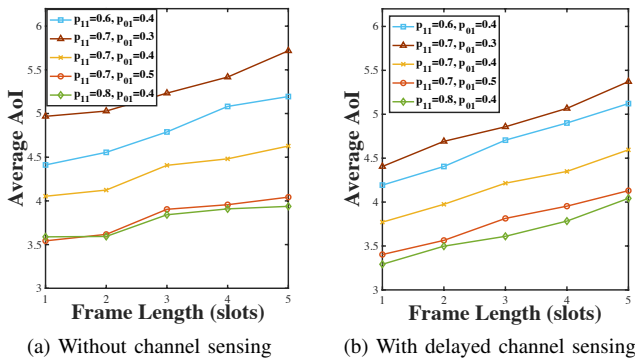 p11=0.6, p01=0.4
p11=0.7, p01=0.3
p11=0.7, p01=0.4
p11=0.7, p01=0.5
p11=0.8, p01=0.4
Average AoI
6
5.5
5
4.5
4
3.5
3
1 2 3 4 5
Frame Length (slots)
(a) Without channel sensing
p11=0.6, p01=0.4
p11=0.7, p01=0.3
p11=0.7, p01=0.4
p11=0.7, p01=0.5
p11=0.8, p01=0.4
Average AoI
6
5.5
5
4.5
4
3.5
3
1 2 3 4 5
Frame Length (slots)
(b) With delayed channel sensing